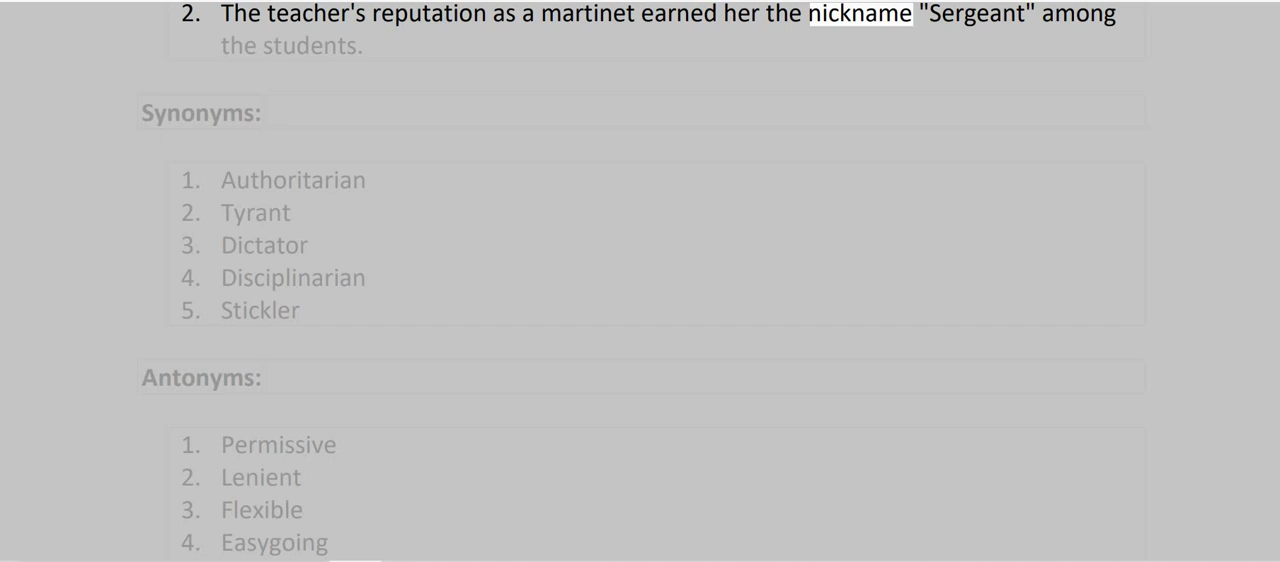 2. The teacher's reputation as a martinet earned her the nickname "Sergeant" among
the students.
Synonyms:
1. Authoritarian
2. Tyrant
3. Dictator
4. Disciplinarian
5. Stickler
Antonyms:
1. Permissive
2. Lenient
3. Flexible
4. Easygoing